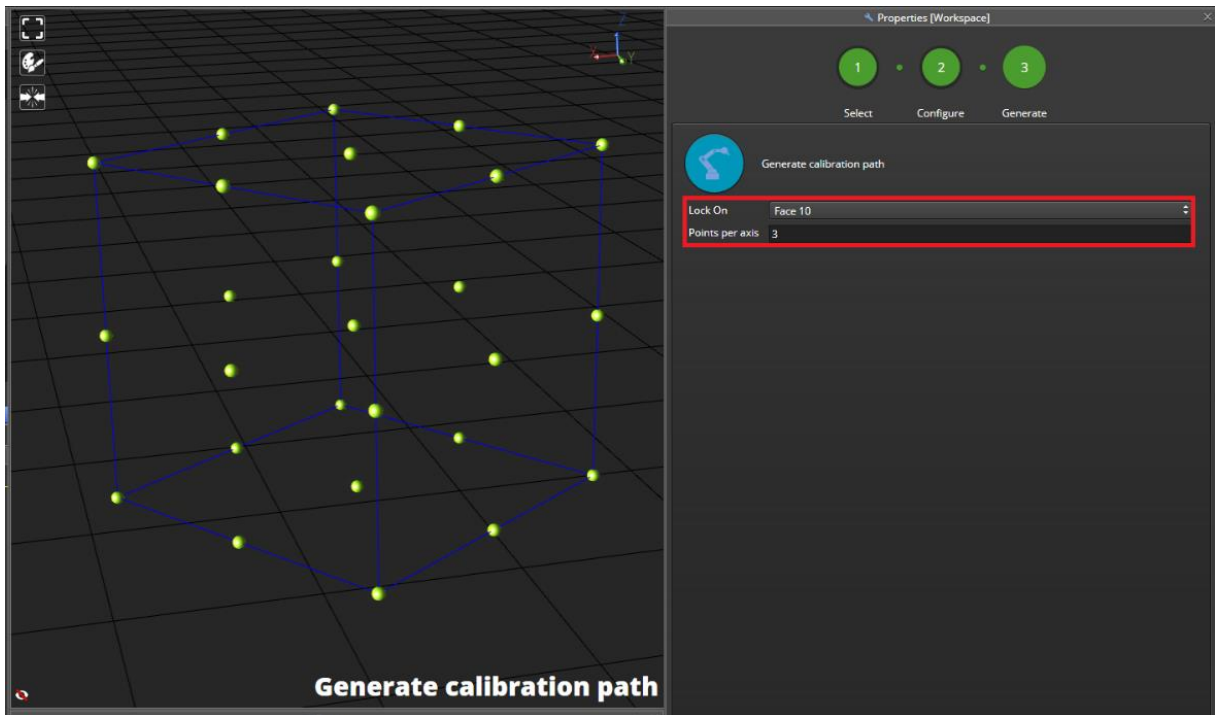 Properties [Workspace]
1 2 3
Select Configure Generate
Generate calibration path
Lock On Face 10
Points per axis 3
X Y Z
Generate calibration path